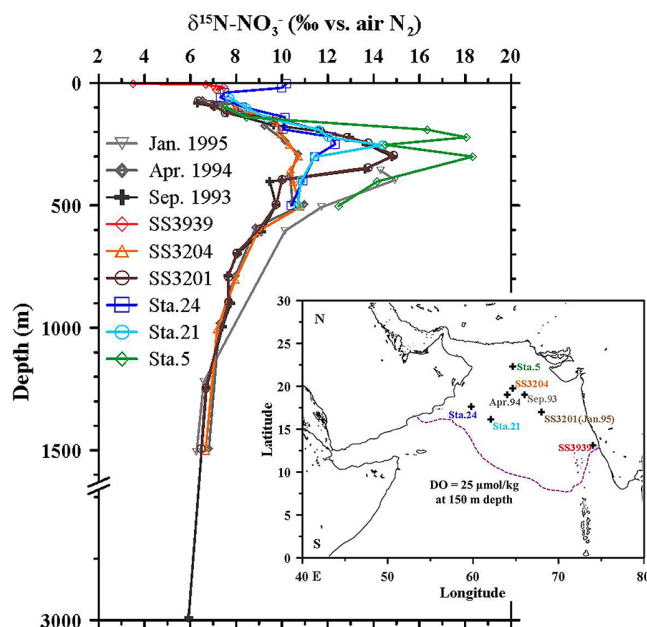 δ¹⁵N-NO₃⁻ (‰ vs. air N₂)
2 4 6 8 10 12 14 16 18 20
0
500
1000
1500
3000
Depth (m)
Jan. 1995
Apr. 1994
Sep. 1993
SS3939
SS3204
SS3201
Sta.24
Sta.21
Sta.5
30
25
20
15
10
5
0
Latitude
N
Sta.5
SS3204
Apr.94 Sep.93
Sta.24 SS3201(Jan.95)
Sta.21
SS3939
DO = 25 µmol/kg
at 150 m depth
S
40 E 50 60 70 80
Longitude